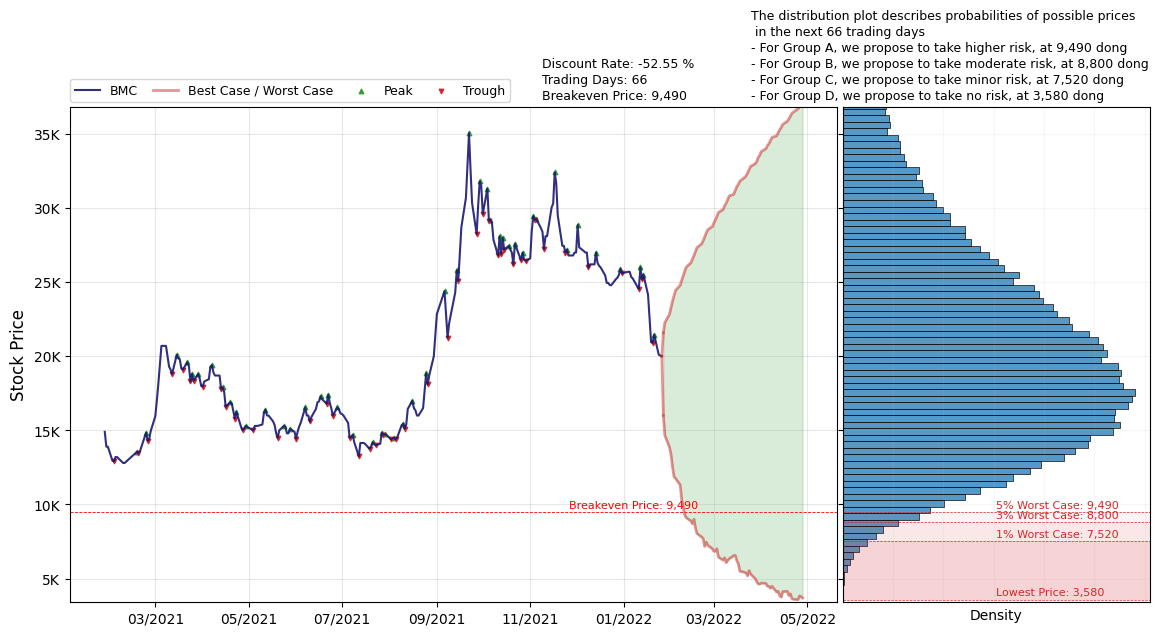 The distribution plot describes probabilities of possible prices
in the next 66 trading days
- For Group A, we propose to take higher risk, at 9,490 dong
- For Group B, we propose to take moderate risk, at 8,800 dong
- For Group C, we propose to take minor risk, at 7,520 dong
- For Group D, we propose to take no risk, at 3,580 dong
Discount Rate: -52.55 %
Trading Days: 66
Breakeven Price: 9,490
BMC
Best Case / Worst Case
Peak
Trough
Stock Price
35K
30K
25K
20K
15K
10K
5K
Breakeven Price: 9,490
5% Worst Case: 9,490
3% Worst Case: 8,800
1% Worst Case: 7,520
Lowest Price: 3,580
03/2021
05/2021
07/2021
09/2021
11/2021
01/2022
03/2022
05/2022
Density